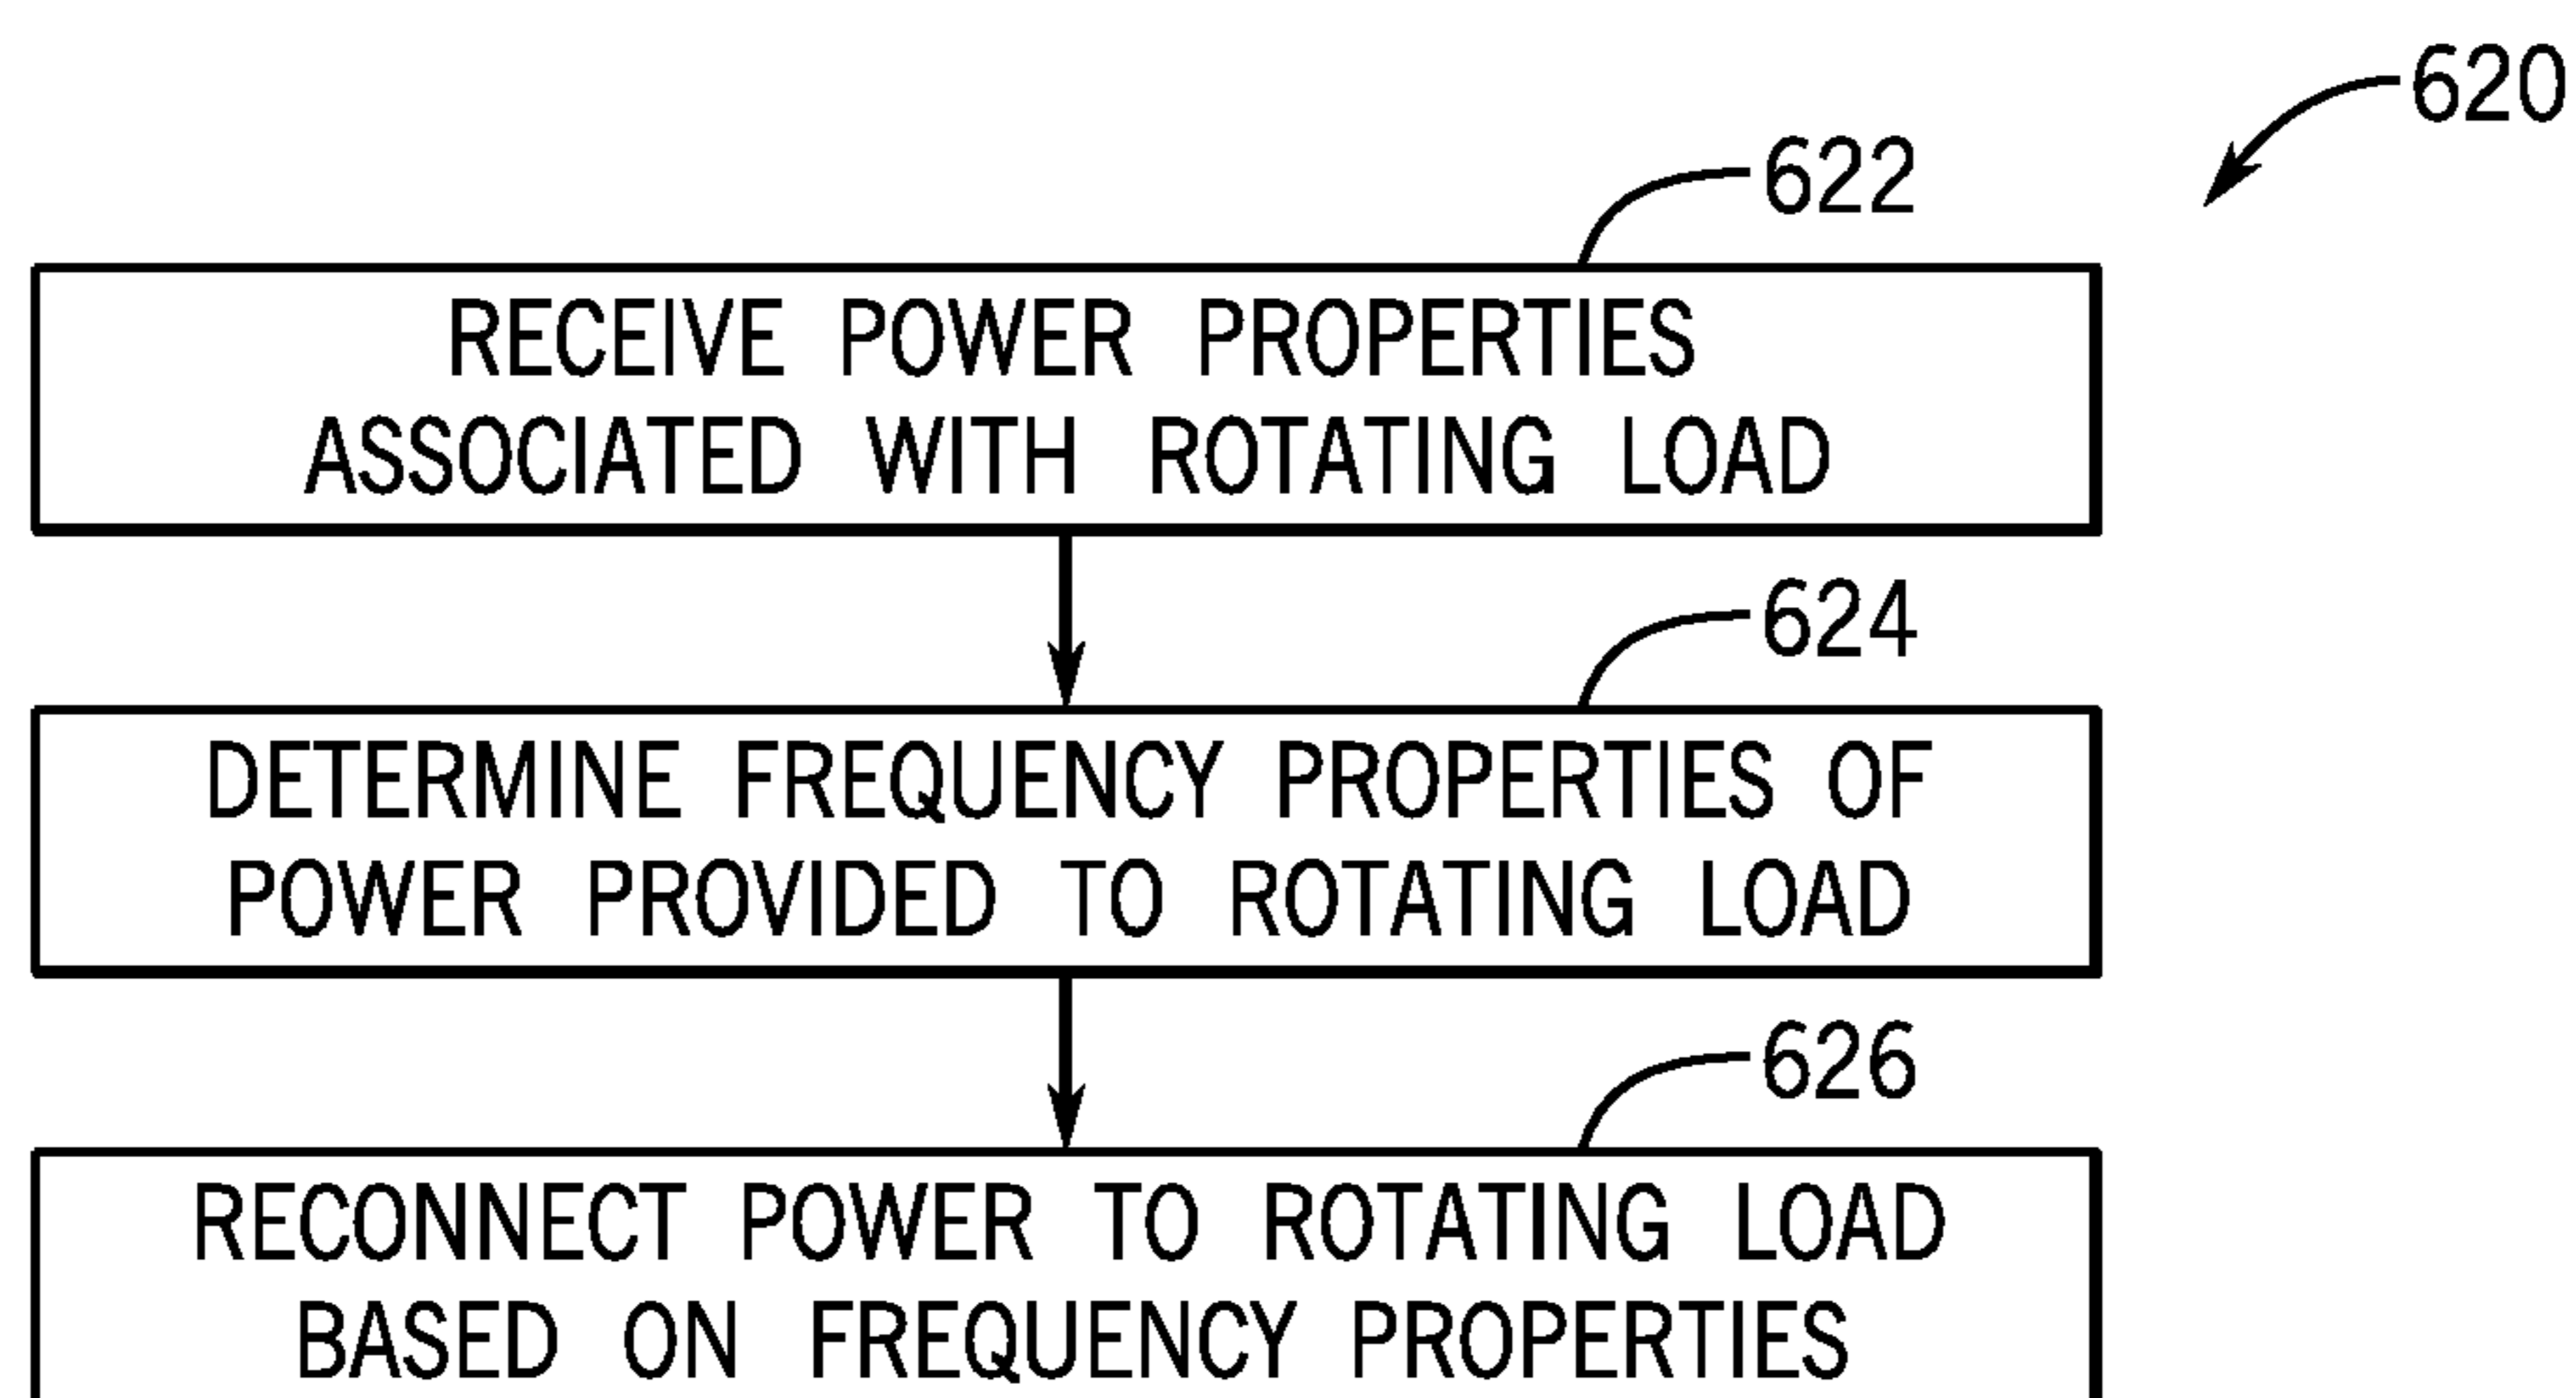 620
622
RECEIVE POWER PROPERTIES
ASSOCIATED WITH ROTATING LOAD
624
DETERMINE FREQUENCY PROPERTIES OF
POWER PROVIDED TO ROTATING LOAD
626
RECONNECT POWER TO ROTATING LOAD
BASED ON FREQUENCY PROPERTIES